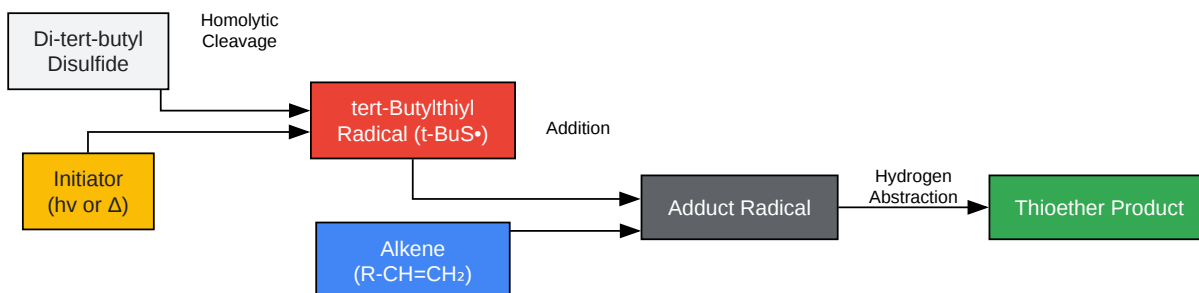 Di-tert-butyl
Disulfide
Homolytic
Cleavage
tert-Butylthiyl
Radical (t-BuS•)
Initiator
(hv or Δ)
Addition
Alkene
(R-CH=CH₂)
Adduct Radical
Hydrogen
Abstraction
Thioether Product